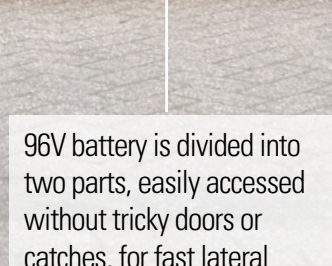 96V battery is divided into
two parts, easily accessed
without tricky doors or
catches, for fast lateral